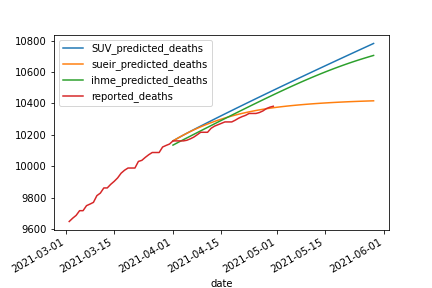 SUV_predicted_deaths
sueir_predicted_deaths
ihme_predicted_deaths
reported_deaths
10800
10600
10400
10200
10000
9800
9600
2021-03-01
2021-03-15
2021-04-01
2021-04-15
2021-05-01
2021-05-15
2021-06-01
date